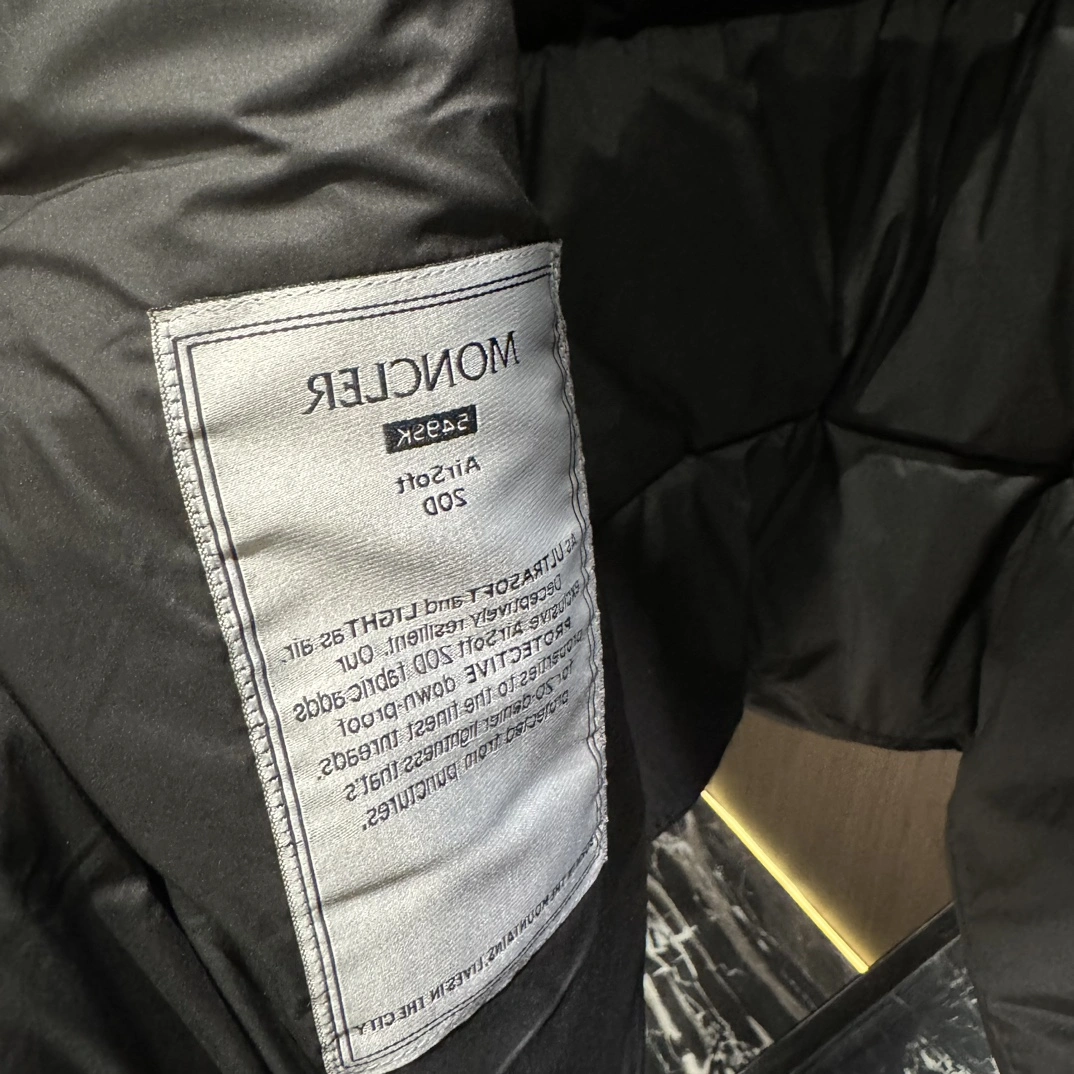 MONCLER
549SK
AirSoft
20D
As ULTRASOFT and LIGHT as air.
Deceptively resilient. Our
exclusive AirSoft 20D fabric adds
PROTECTIVE down-proof
properties to the finest threads.
for 20-denier lightness that's
protected from punctures.
IN THE MOUNTAINS, LIVES IN THE CITY